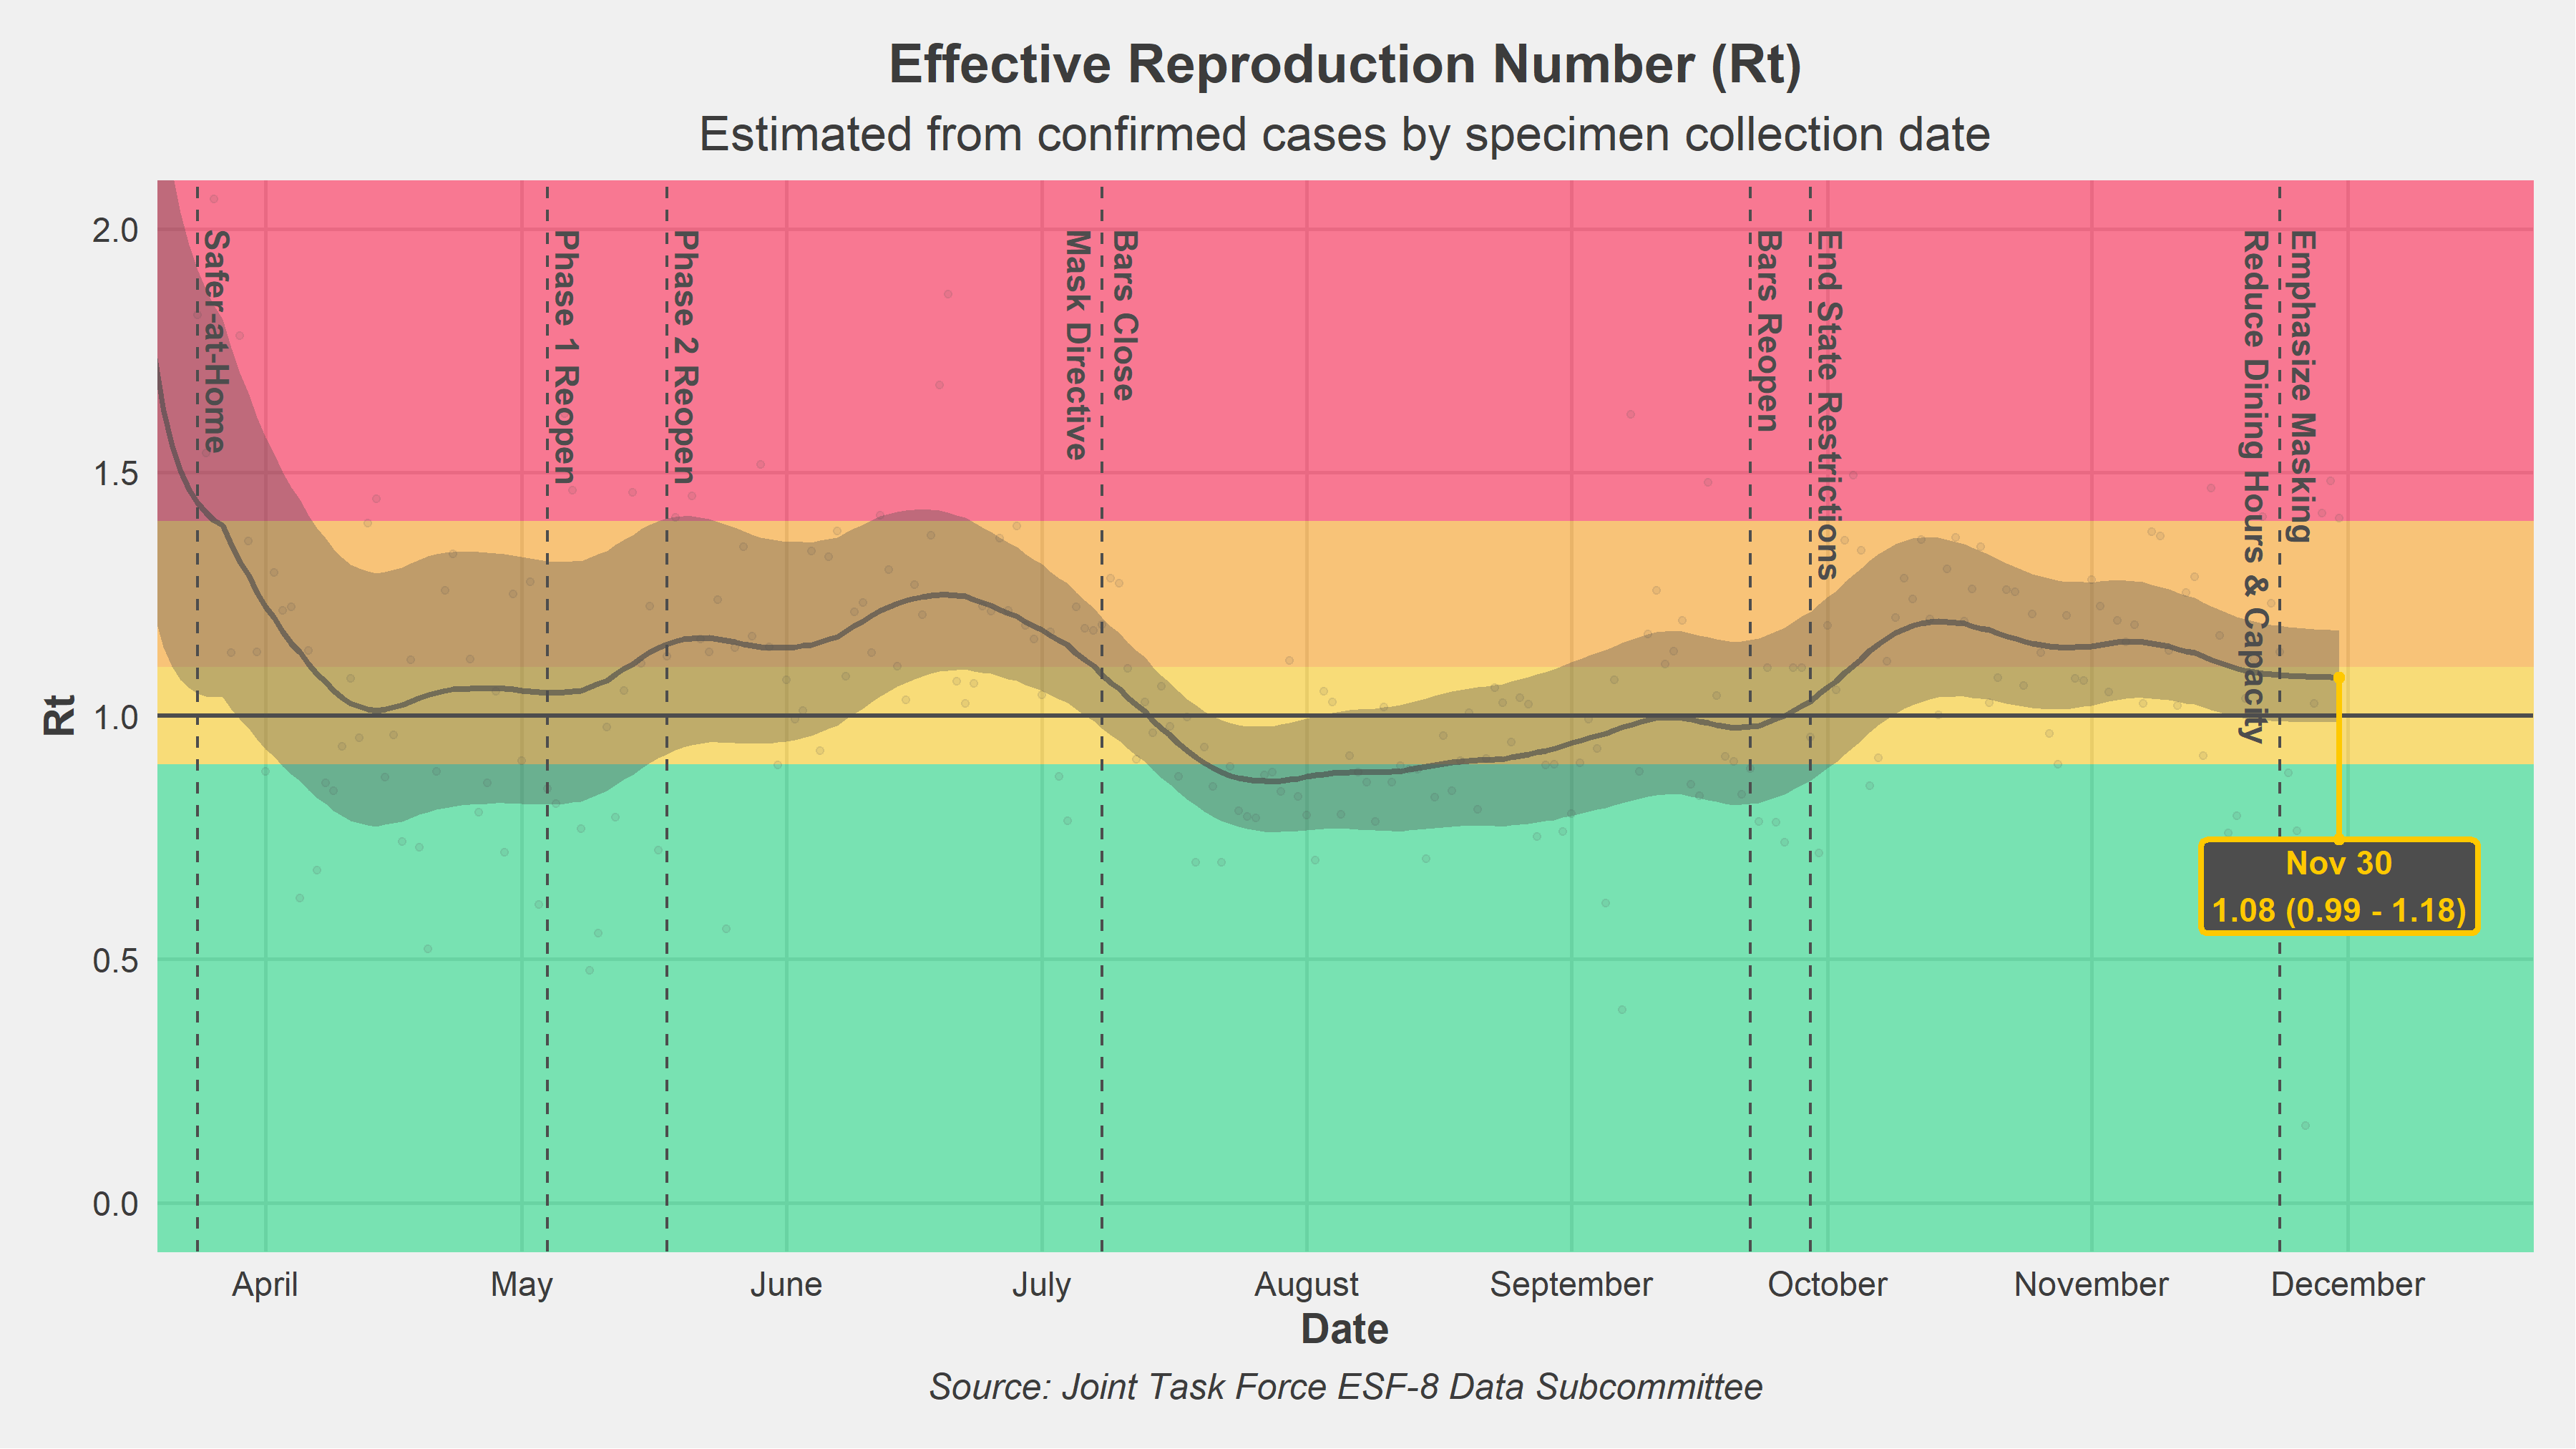 Effective Reproduction Number (Rt)
Estimated from confirmed cases by specimen collection date
Rt
2.0
1.5
1.0
0.5
0.0
Safer-at-Home
Phase 1 Reopen
Phase 2 Reopen
Mask Directive
Bars Close
Bars Reopen
End State Restrictions
Reduce Dining Hours & Capacity
Emphasize Masking
Nov 30
1.08 (0.99 - 1.18)
April May June July August September October November December
Date
Source: Joint Task Force ESF-8 Data Subcommittee